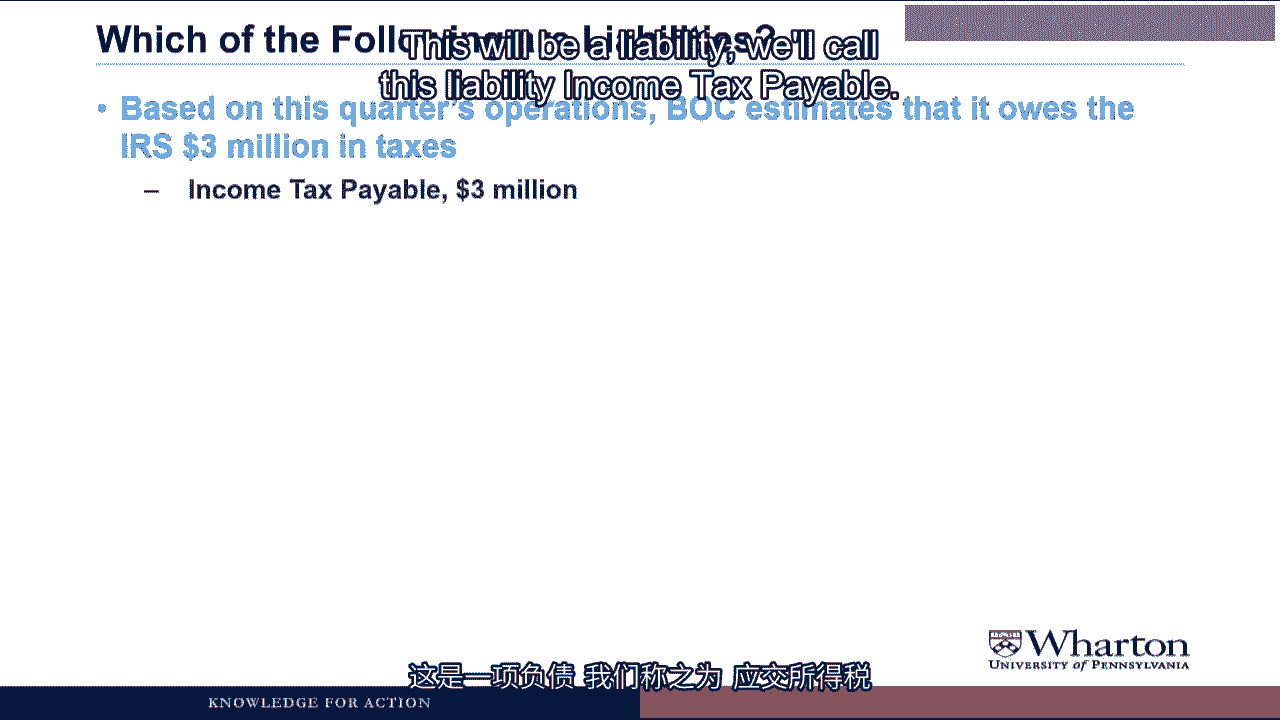 Which of the Following are Liabilities?
This will be a liability, we'll call
this liability Income Tax Payable.
• Based on this quarter's operations, BOC estimates that it owes the
IRS $3 million in taxes
– Income Tax Payable, $3 million
Wharton
UNIVERSITY of PENNSYLVANIA
这是一项负债 我们称之为 应交所得税
KNOWLEDGE FOR ACTION